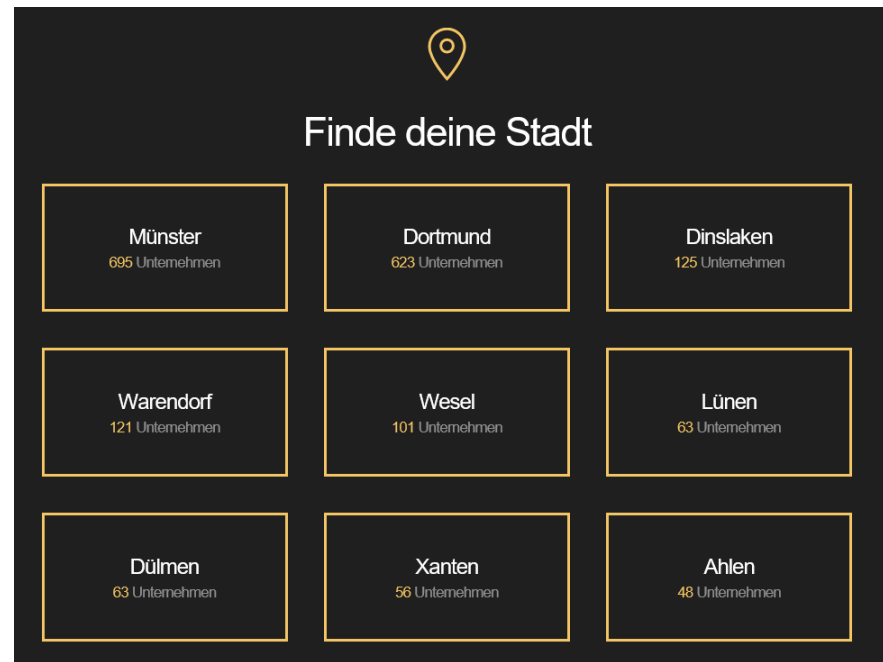 Finde deine Stadt
Münster
695 Unternehmen
Dortmund
623 Unternehmen
Dinslaken
125 Unternehmen
Warendorf
121 Unternehmen
Wesel
101 Unternehmen
Lünen
63 Unternehmen
Dülmen
63 Unternehmen
Xanten
56 Unternehmen
Ahlen
48 Unternehmen